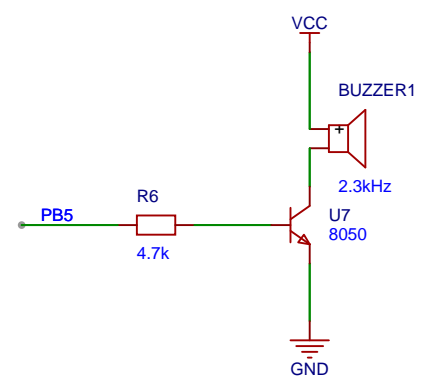 VCC
BUZZER1
+
2.3kHz
R6
PB5
4.7k
U7
8050
GND